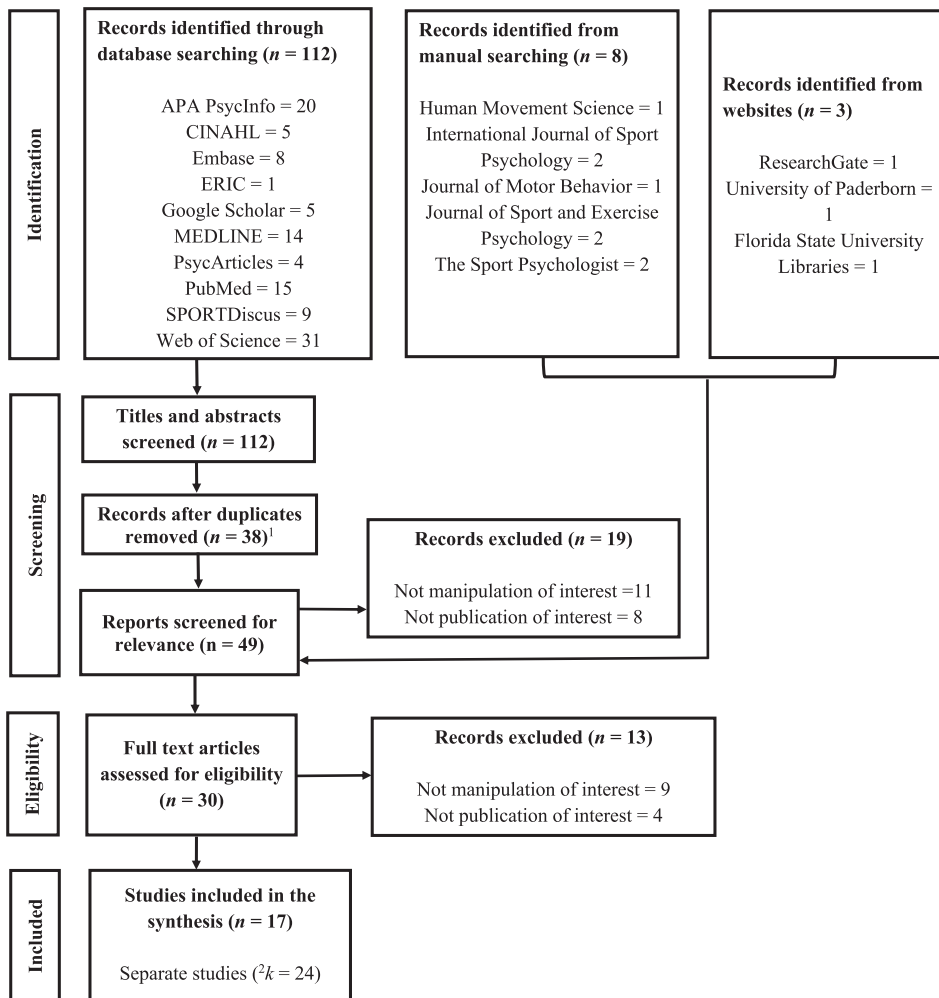 Identification
Records identified through
database searching (n = 112)
APA PsycInfo = 20
CINAHL = 5
Embase = 8
ERIC = 1
Google Scholar = 5
MEDLINE = 14
PsycArticles = 4
PubMed = 15
SPORTDiscus = 9
Web of Science = 31
Records identified from
manual searching (n = 8)
Human Movement Science = 1
International Journal of Sport
Psychology = 2
Journal of Motor Behavior = 1
Journal of Sport and Exercise
Psychology = 2
The Sport Psychologist = 2
Records identified from
websites (n = 3)
ResearchGate = 1
University of Paderborn =
1
Florida State University
Libraries = 1
Screening
Titles and abstracts
screened (n = 112)
Records after duplicates
removed (n = 38)¹
Reports screened for
relevance (n = 49)
Records excluded (n = 19)
Not manipulation of interest =11
Not publication of interest = 8
Eligibility
Full text articles
assessed for eligibility
(n = 30)
Records excluded (n = 13)
Not manipulation of interest = 9
Not publication of interest = 4
Included
Studies included in the
synthesis (n = 17)
Separate studies (²k = 24)